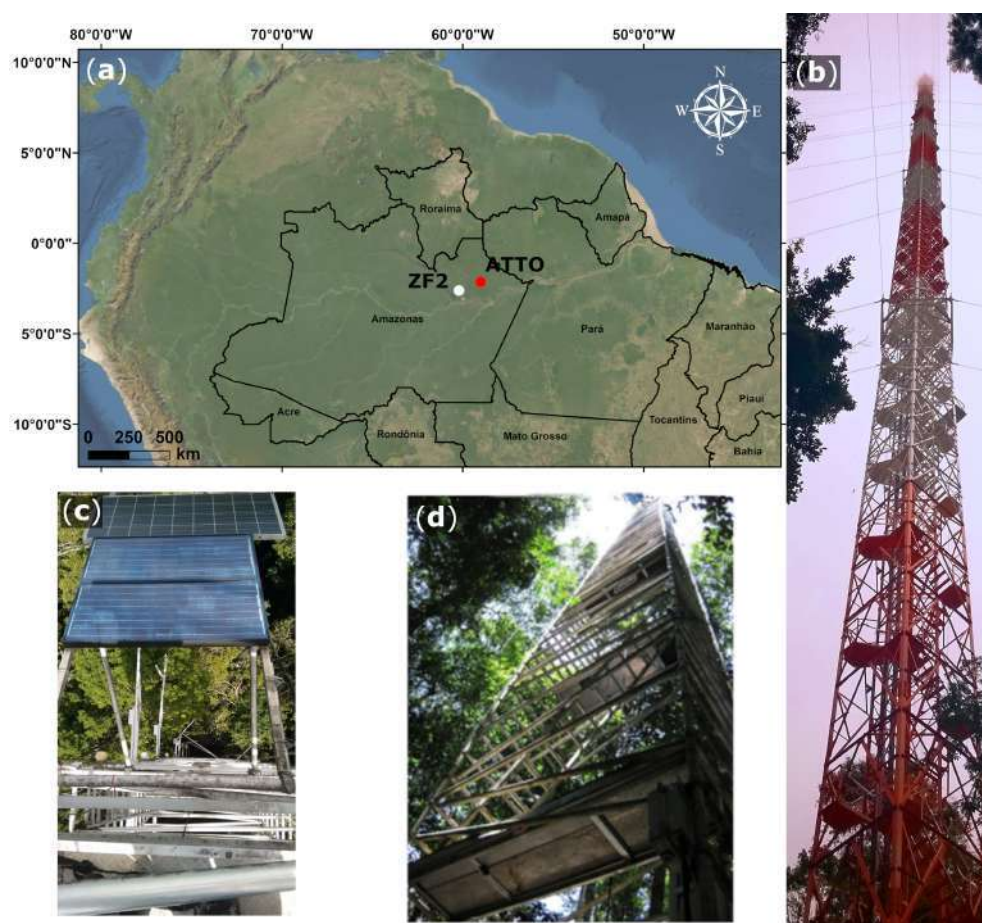 80°0'0"W 70°0'0"W 60°0'0"W 50°0'0"W
10°0'0"N
(a)
N
W E
S
5°0'0"N
Roraima
Amapá
0°0'0"
ATTO
ZF2
Amazonas
Pará
Maranhão
5°0'0"S
Piauí
Acre
Tocantins
Rondônia
Mato Grosso
10°0'0"S
Bahia
0 250 500
km
(b)
(c)
(d)